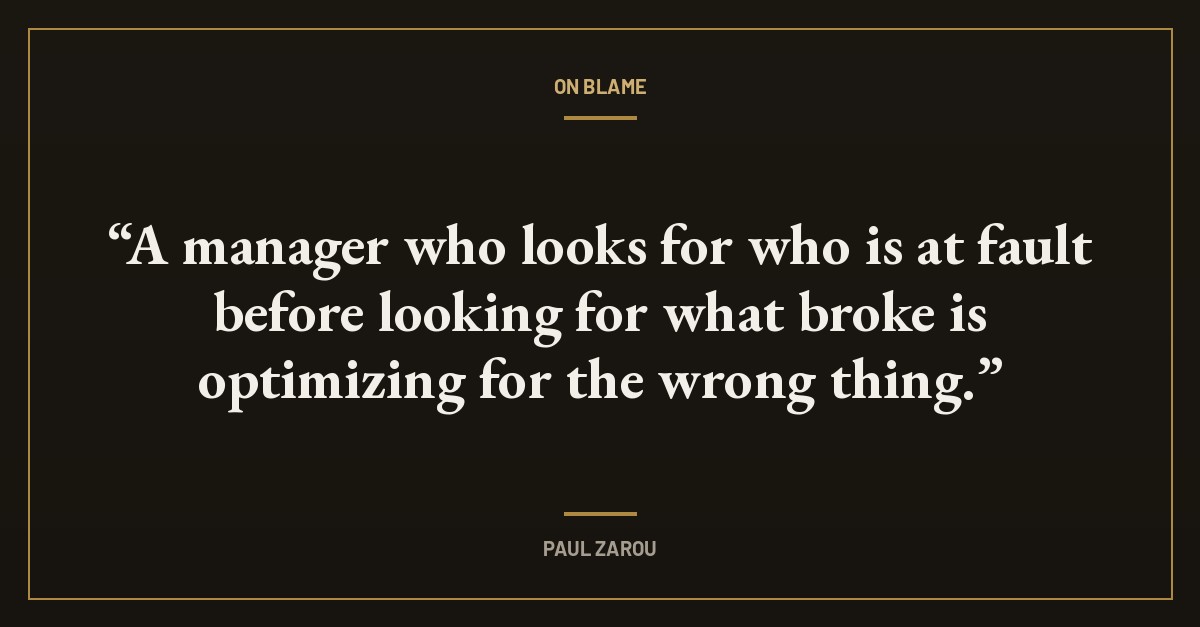 ON BLAME
“A manager who looks for who is at fault
before looking for what broke is
optimizing for the wrong thing.”
PAUL ZAROU